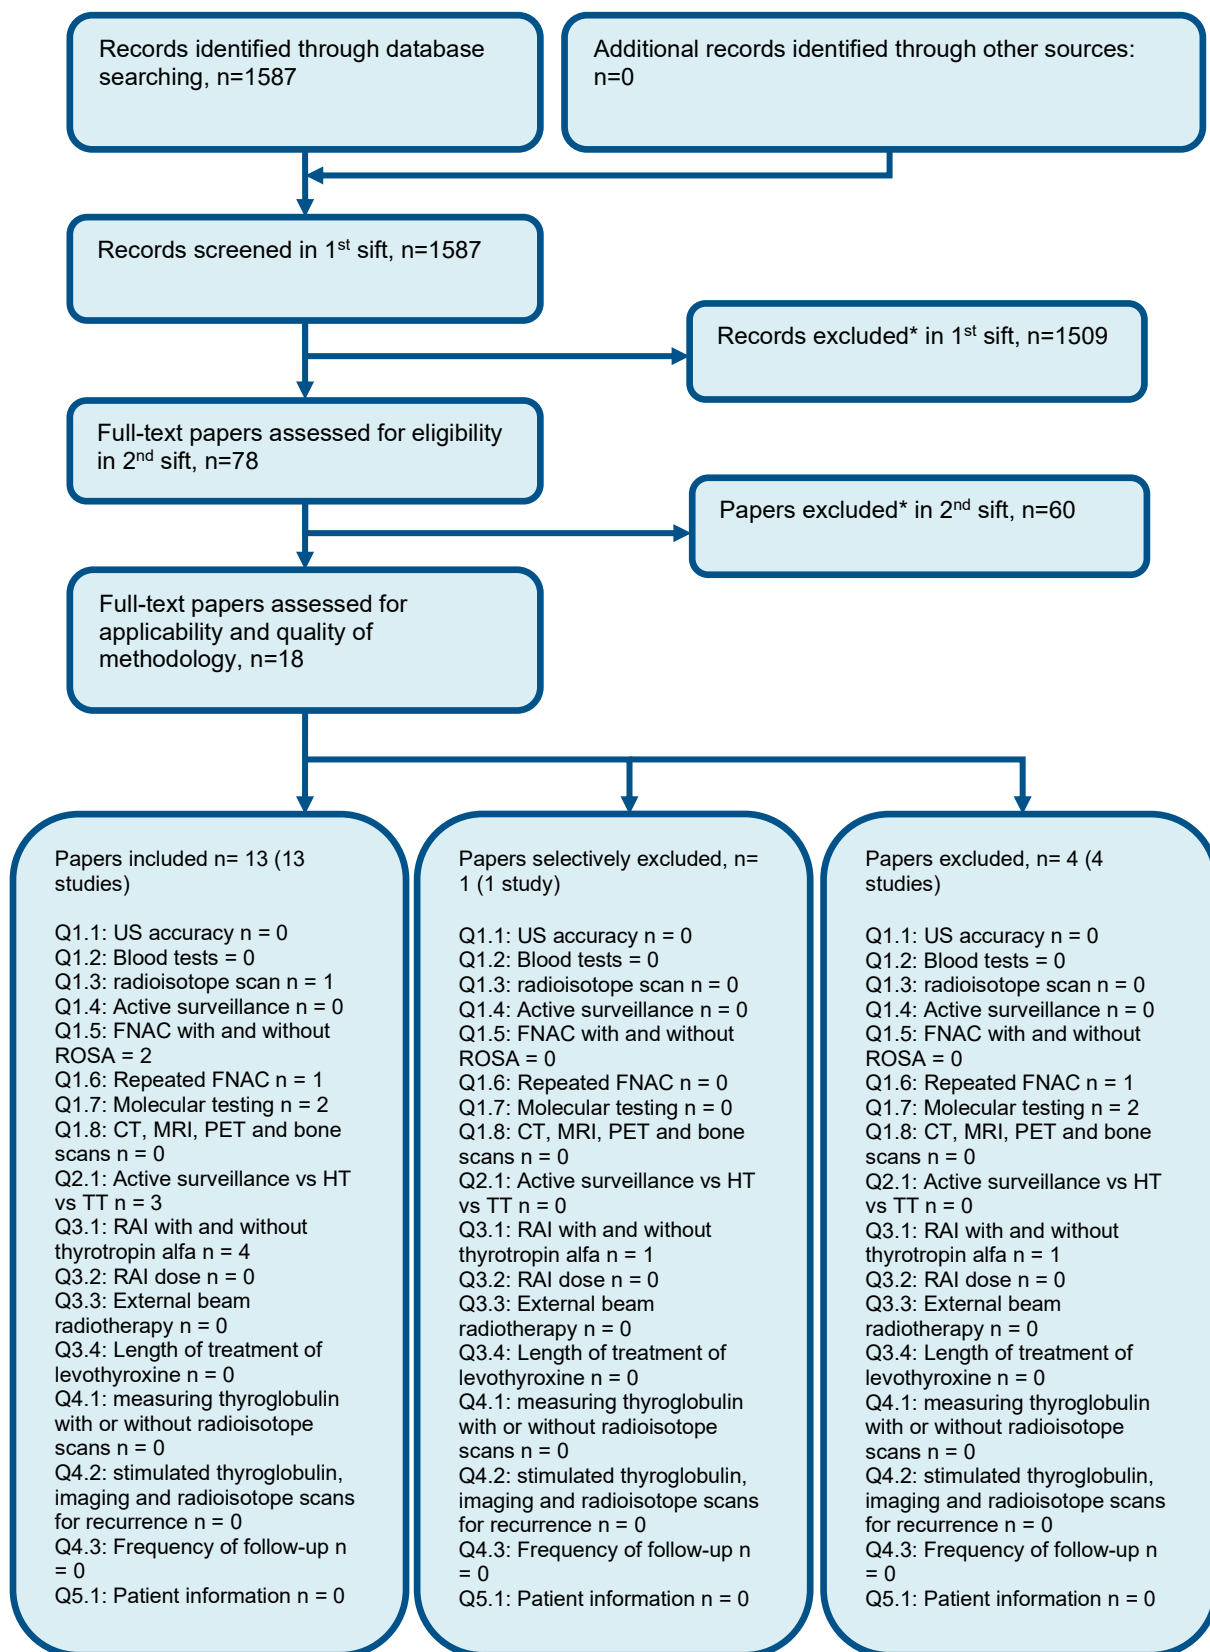 Records identified through database
searching, n=1587
Additional records identified through other sources:
n=0
Records screened in 1st sift, n=1587
Records excluded* in 1st sift, n=1509
Full-text papers assessed for eligibility
in 2nd sift, n=78
Papers excluded* in 2nd sift, n=60
Full-text papers assessed for
applicability and quality of
methodology, n=18
Papers included n= 13 (13
studies)
Q1.1: US accuracy n = 0
Q1.2: Blood tests = 0
Q1.3: radioisotope scan n = 1
Q1.4: Active surveillance n = 0
Q1.5: FNAC with and without
ROSA = 2
Q1.6: Repeated FNAC n = 1
Q1.7: Molecular testing n = 2
Q1.8: CT, MRI, PET and bone
scans n = 0
Q2.1: Active surveillance vs HT
vs TT n = 3
Q3.1: RAI with and without
thyrotropin alfa n = 4
Q3.2: RAI dose n = 0
Q3.3: External beam
radiotherapy n = 0
Q3.4: Length of treatment of
levothyroxine n = 0
Q4.1: measuring thyroglobulin
with or without radioisotope
scans n = 0
Q4.2: stimulated thyroglobulin,
imaging and radioisotope scans
for recurrence n = 0
Q4.3: Frequency of follow-up n
= 0
Q5.1: Patient information n = 0
Papers selectively excluded, n=
1 (1 study)
Q1.1: US accuracy n = 0
Q1.2: Blood tests = 0
Q1.3: radioisotope scan n = 0
Q1.4: Active surveillance n = 0
Q1.5: FNAC with and without
ROSA = 0
Q1.6: Repeated FNAC n = 0
Q1.7: Molecular testing n = 0
Q1.8: CT, MRI, PET and bone
scans n = 0
Q2.1: Active surveillance vs HT
vs TT n = 0
Q3.1: RAI with and without
thyrotropin alfa n = 1
Q3.2: RAI dose n = 0
Q3.3: External beam
radiotherapy n = 0
Q3.4: Length of treatment of
levothyroxine n = 0
Q4.1: measuring thyroglobulin
with or without radioisotope
scans n = 0
Q4.2: stimulated thyroglobulin,
imaging and radioisotope scans
for recurrence n = 0
Q4.3: Frequency of follow-up n
= 0
Q5.1: Patient information n = 0
Papers excluded, n= 4 (4
studies)
Q1.1: US accuracy n = 0
Q1.2: Blood tests = 0
Q1.3: radioisotope scan n = 0
Q1.4: Active surveillance n = 0
Q1.5: FNAC with and without
ROSA = 0
Q1.6: Repeated FNAC n = 1
Q1.7: Molecular testing n = 2
Q1.8: CT, MRI, PET and bone
scans n = 0
Q2.1: Active surveillance vs HT
vs TT n = 0
Q3.1: RAI with and without
thyrotropin alfa n = 1
Q3.2: RAI dose n = 0
Q3.3: External beam
radiotherapy n = 0
Q3.4: Length of treatment of
levothyroxine n = 0
Q4.1: measuring thyroglobulin
with or without radioisotope
scans n = 0
Q4.2: stimulated thyroglobulin,
imaging and radioisotope scans
for recurrence n = 0
Q4.3: Frequency of follow-up n
= 0
Q5.1: Patient information n = 0